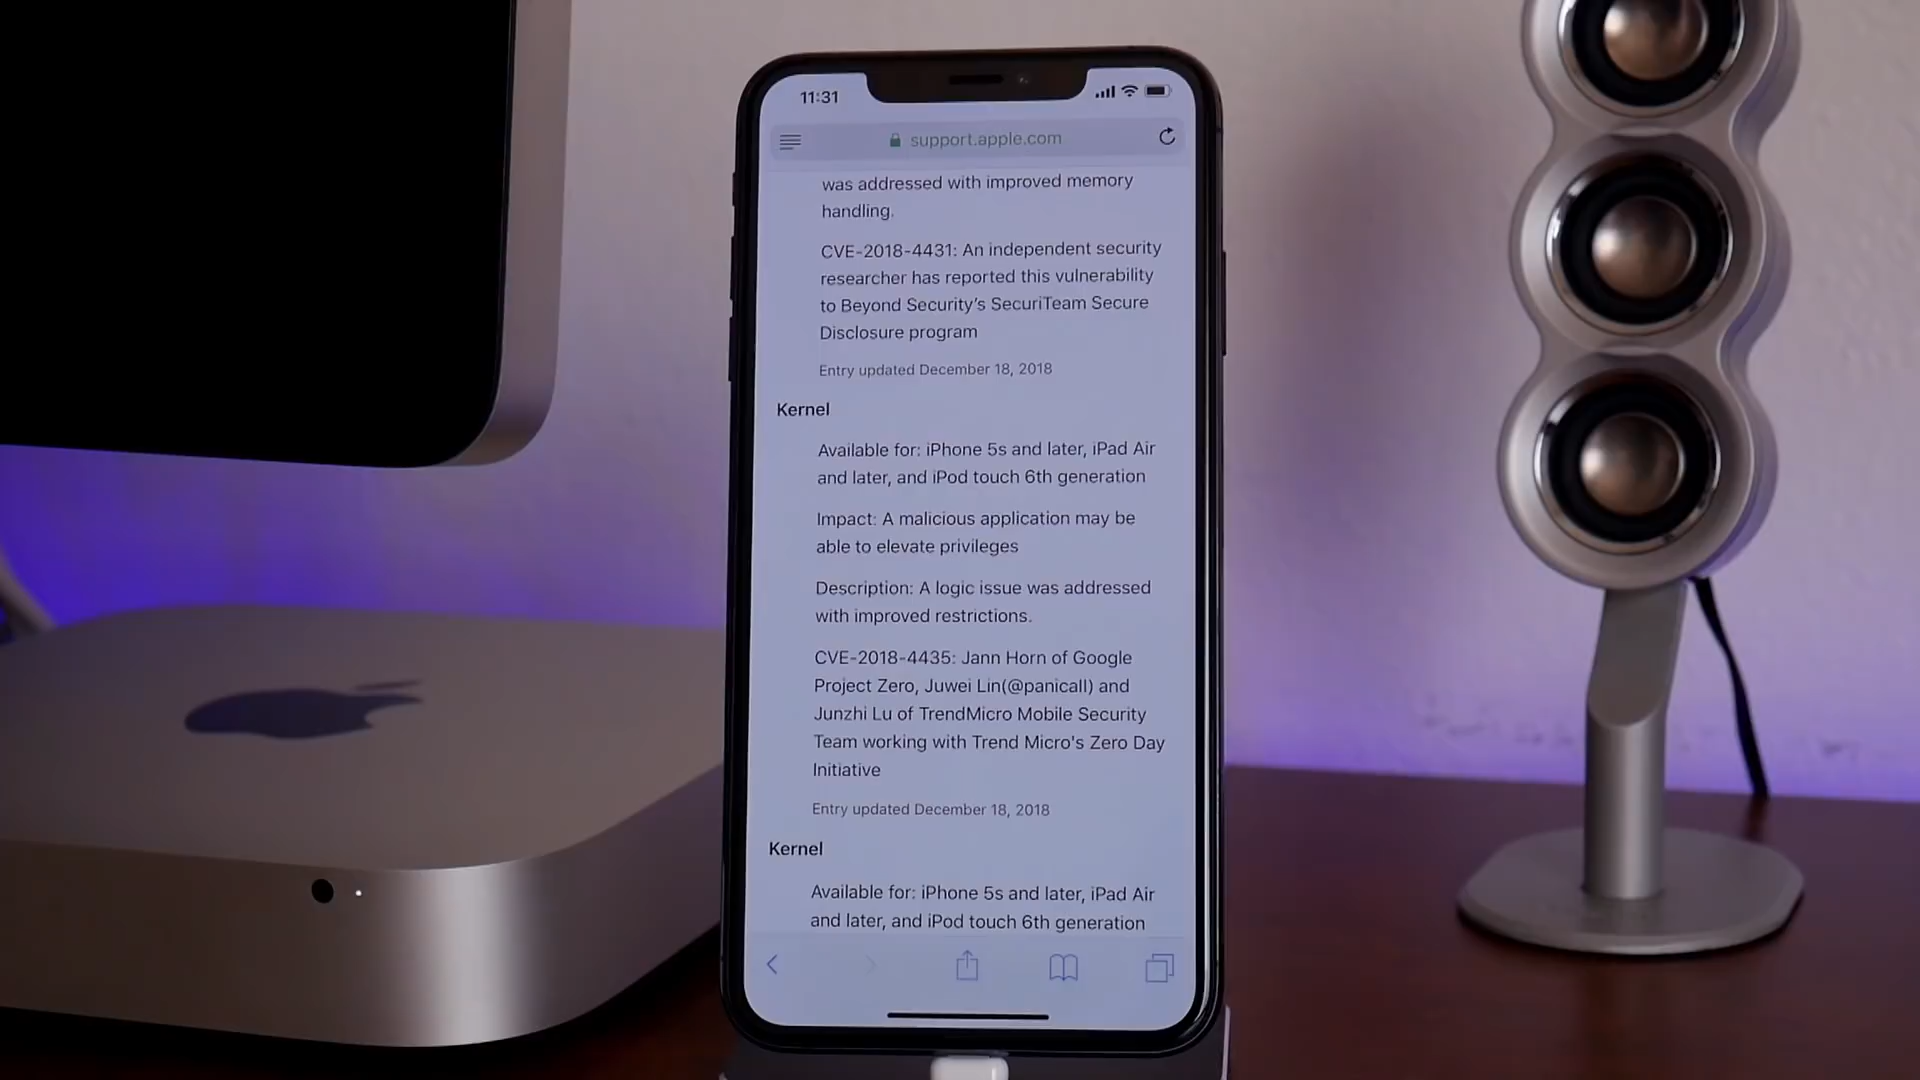 11:31
support.apple.com
was addressed with improved memory
handling.
CVE-2018-4431: An independent security
researcher has reported this vulnerability
to Beyond Security's SecuriTeam Secure
Disclosure program
Entry updated December 18, 2018
Kernel
Available for: iPhone 5s and later, iPad Air
and later, and iPod touch 6th generation
Impact: A malicious application may be
able to elevate privileges
Description: A logic issue was addressed
with improved restrictions.
CVE-2018-4435: Jann Horn of Google
Project Zero, Juwei Lin(@panicaII) and
Junzhi Lu of TrendMicro Mobile Security
Team working with Trend Micro's Zero Day
Initiative
Entry updated December 18, 2018
Kernel
Available for: iPhone 5s and later, iPad Air
and later, and iPod touch 6th generation